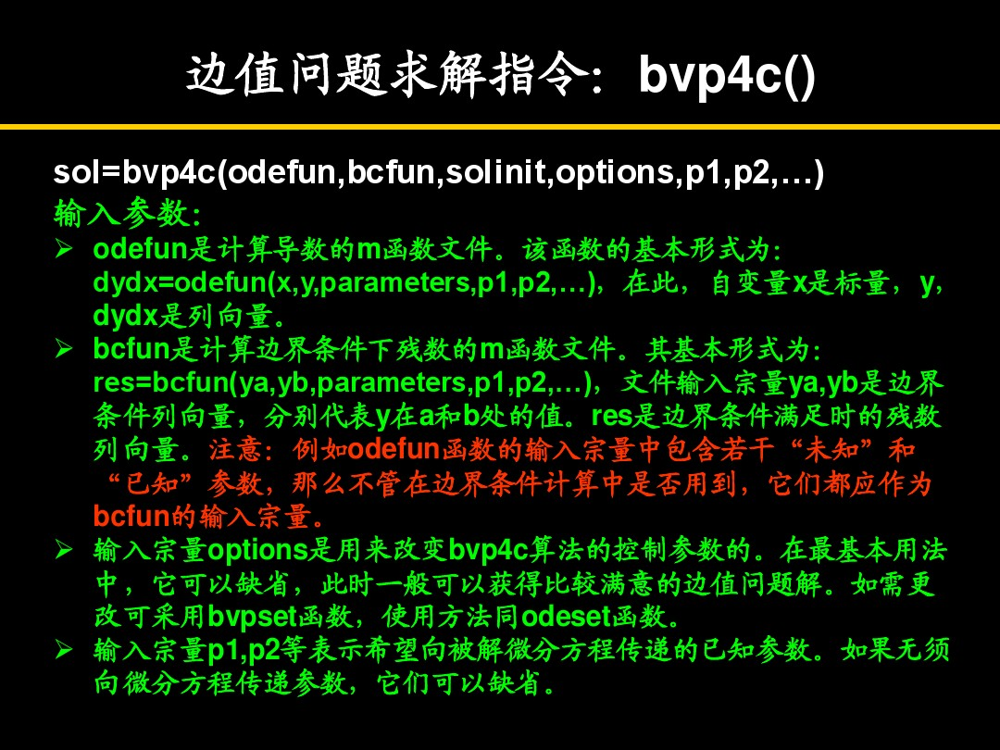 边值问题求解指令：bvp4c()
sol=bvp4c(odefun,bcfun,solinit,options,p1,p2,…)
输入参数：
➢ odefun是计算导数的m函数文件。该函数的基本形式为：
dydx=odefun(x,y,parameters,p1,p2,…)，在此，自变量x是标量，y，
dydx是列向量。
➢ bcfun是计算边界条件下残数的m函数文件。其基本形式为：
res=bcfun(ya,yb,parameters,p1,p2,…)，文件输入宗量ya,yb是边界
条件列向量，分别代表y在a和b处的值。res是边界条件满足时的残数
列向量。注意：例如odefun函数的输入宗量中包含若干“未知”和
“已知”参数，那么不管在边界条件计算中是否用到，它们都应作为
bcfun的输入宗量。
➢ 输入宗量options是用来改变bvp4c算法的控制参数的。在最基本用法
中，它可以缺省，此时一般可以获得比较满意的边值问题解。如需更
改可采用bvpset函数，使用方法同odeset函数。
➢ 输入宗量p1,p2等表示希望向被解微分方程传递的已知参数。如果无须
向微分方程传递参数，它们可以缺省。